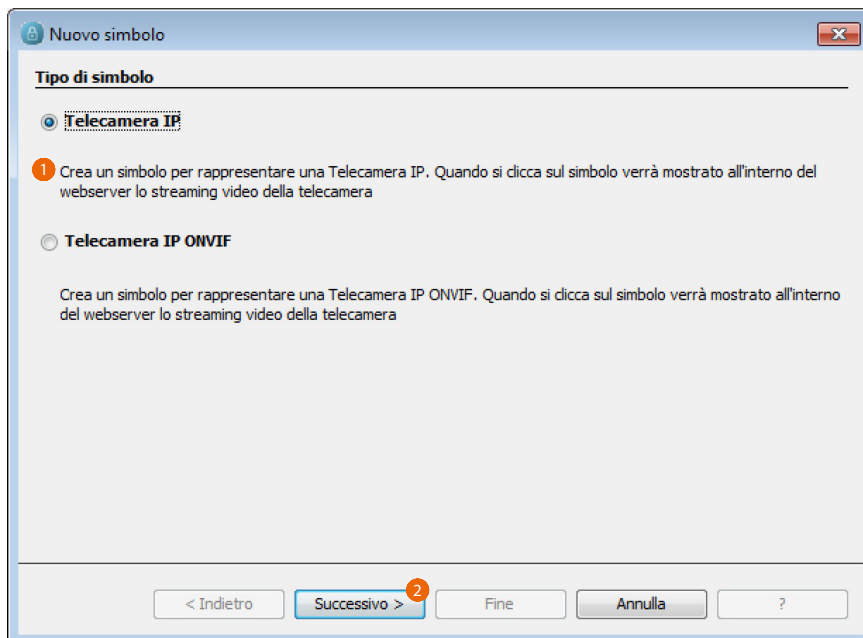 Nuovo simbolo
Tipo di simbolo
Telecamera IP
1
Crea un simbolo per rappresentare una Telecamera IP. Quando si clicca sul simbolo verrà mostrato all'interno del
webserver lo streaming video della telecamera
Telecamera IP ONVIF
Crea un simbolo per rappresentare una Telecamera IP ONVIF. Quando si clicca sul simbolo verrà mostrato all'interno
del webserver lo streaming video della telecamera
2
< Indietro Successivo > Fine Annulla ?